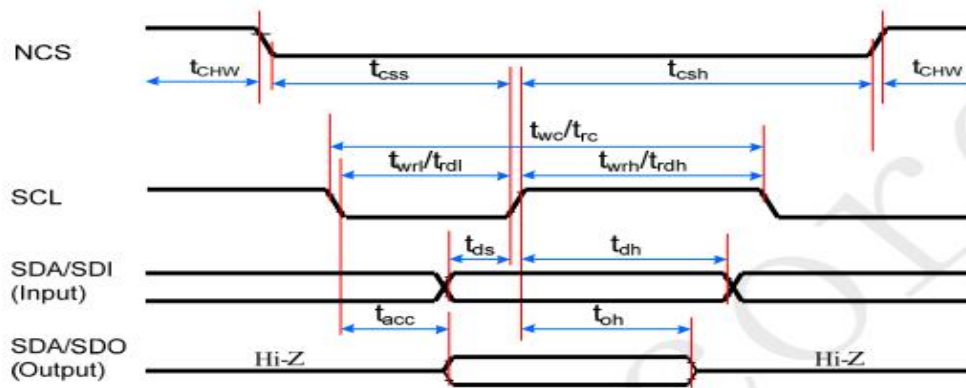 NCS
tCHW
tcss
tcsh
tCHW
twc/trc
twrl/trdl
twrh/trdh
SCL
tds
tdh
SDA/SDI
(Input)
tacc
toh
SDA/SDO
(Output)
Hi-Z
Hi-Z